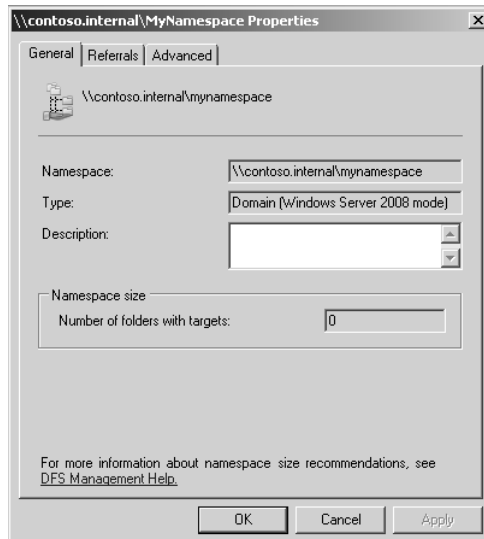 \\contoso.internal\MyNamespace Properties
X
General Referrals Advanced
\\contoso.internal\mynamespace
Namespace: \\contoso.internal\mynamespace
Type: Domain (Windows Server 2008 mode)
Description:
Namespace size
Number of folders with targets: 0
For more information about namespace size recommendations, see
DFS Management Help.
OK Cancel Apply